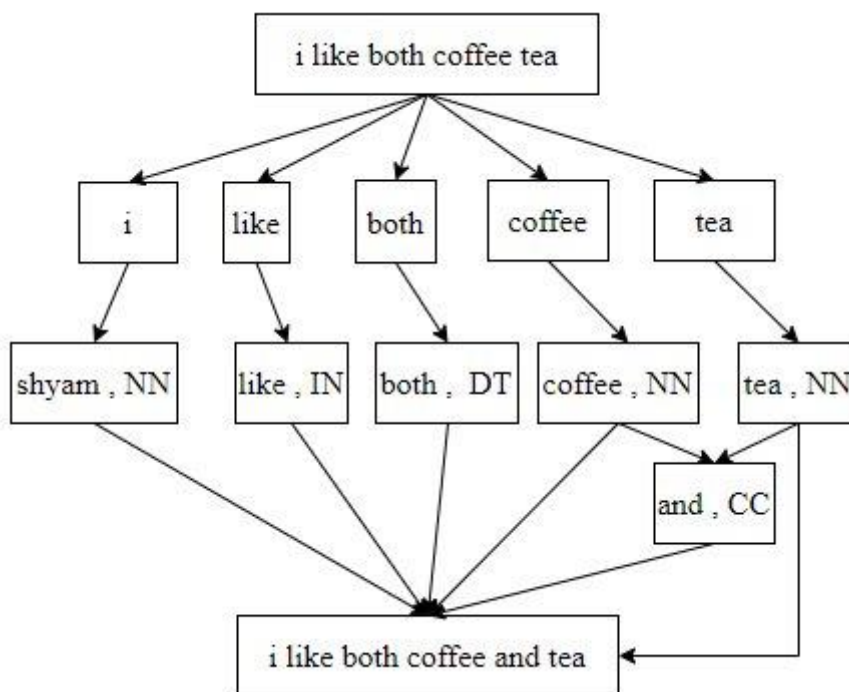 i like both coffee tea
i
like
both
coffee
tea
shyam , NN
like , IN
both , DT
coffee , NN
tea , NN
and , CC
i like both coffee and tea